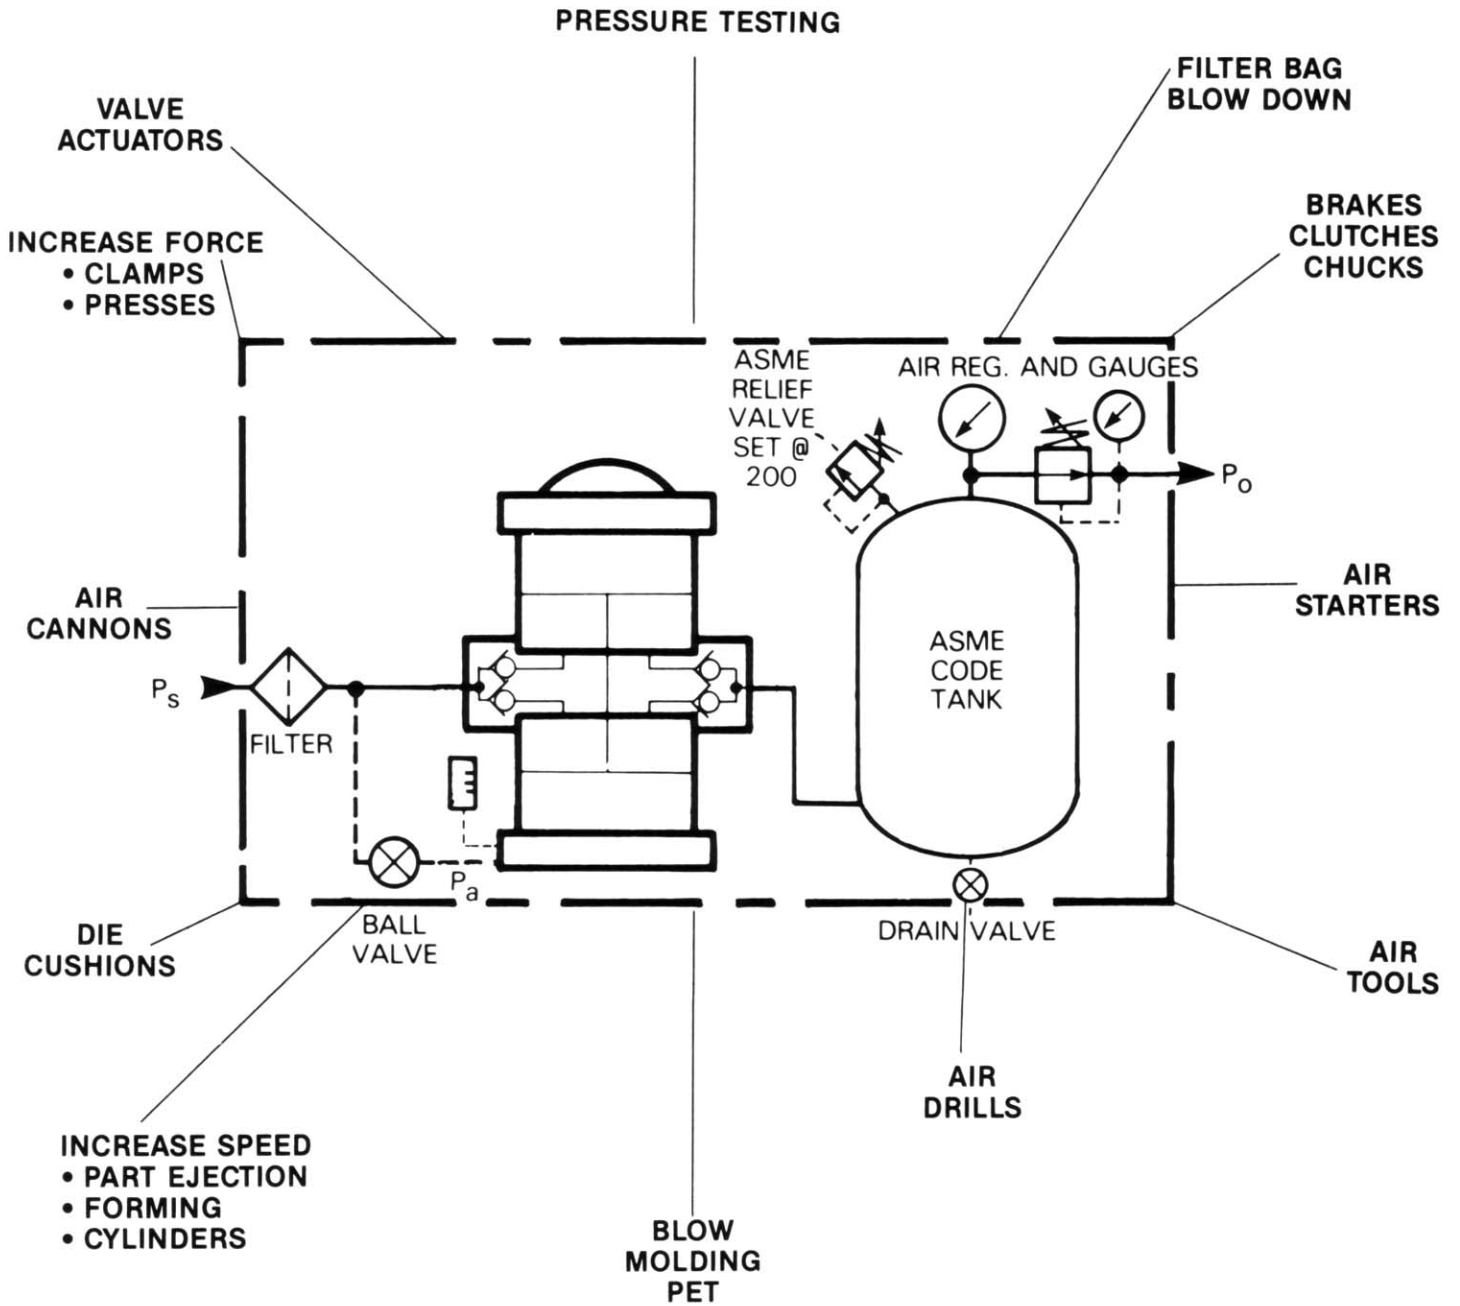 PRESSURE TESTING
FILTER BAG
BLOW DOWN
VALVE
ACTUATORS
BRAKES
CLUTCHES
CHUCKS
INCREASE FORCE
• CLAMPS
• PRESSES
ASME
RELIEF
VALVE
SET @
200
AIR REG. AND GAUGES
Po
AIR
CANNONS
AIR
STARTERS
ASME
CODE
TANK
Ps
FILTER
Pa
BALL
VALVE
DRAIN VALVE
DIE
CUSHIONS
AIR
TOOLS
AIR
DRILLS
INCREASE SPEED
• PART EJECTION
• FORMING
• CYLINDERS
BLOW
MOLDING
PET